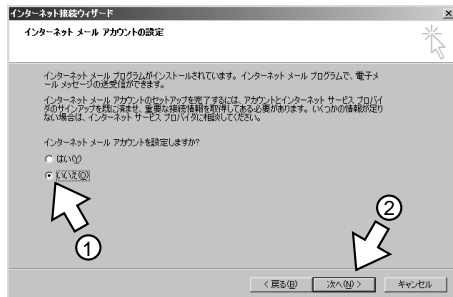 インターネット接続ウィザード
インターネット メール アカウントの設定
インターネット メール プログラムがインストールされています。インターネット メール プログラムで、電子メ
ール メッセージの送受信ができます。
インターネット メール アカウントのセットアップを完了するには、アカウントとインターネット サービス プロバイ
ダのサインアップを既に済ませ、重要な接続情報を取得してある必要があります。いくつかの情報が足り
ない場合は、インターネット サービス プロバイダに相談してください。
インターネット メール アカウントを設定しますか?
はい(Y)
いいえ(O)
①
②
< 戻る(B)
次へ(N) >
キャンセル